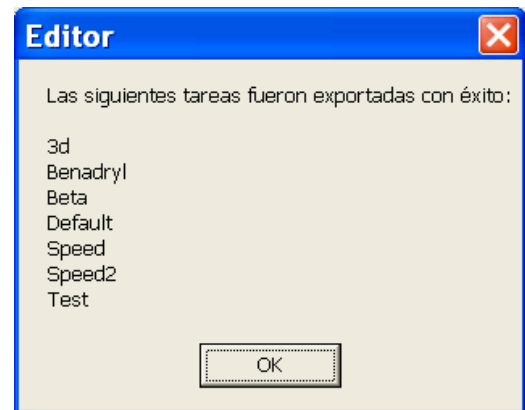 Editor
Las siguientes tareas fueron exportadas con éxito:
3d
Benadryl
Beta
Default
Speed
Speed2
Test
OK